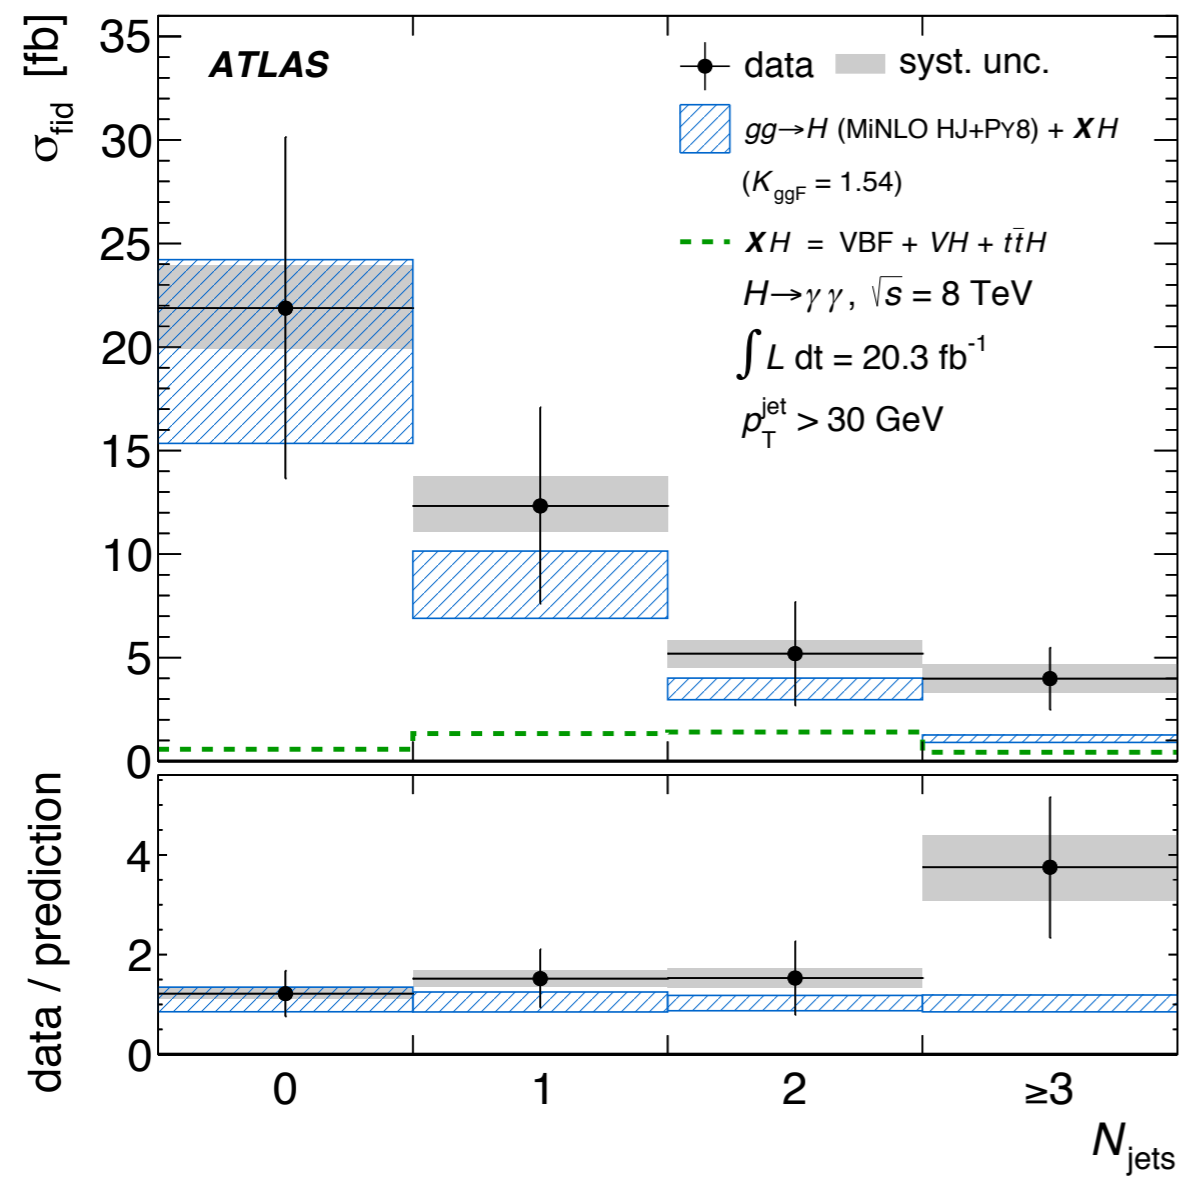 σfid [fb]
35
30
25
20
15
10
5
0
ATLAS
data syst. unc.
gg→H (MiNLO HJ+PY8) + XH
(KggF = 1.54)
XH = VBF + VH + tt̄H
H→γγ, √s = 8 TeV
∫ L dt = 20.3 fb-1
pTjet > 30 GeV
data / prediction
6
4
2
0
0 1 2 ≥3
Njets